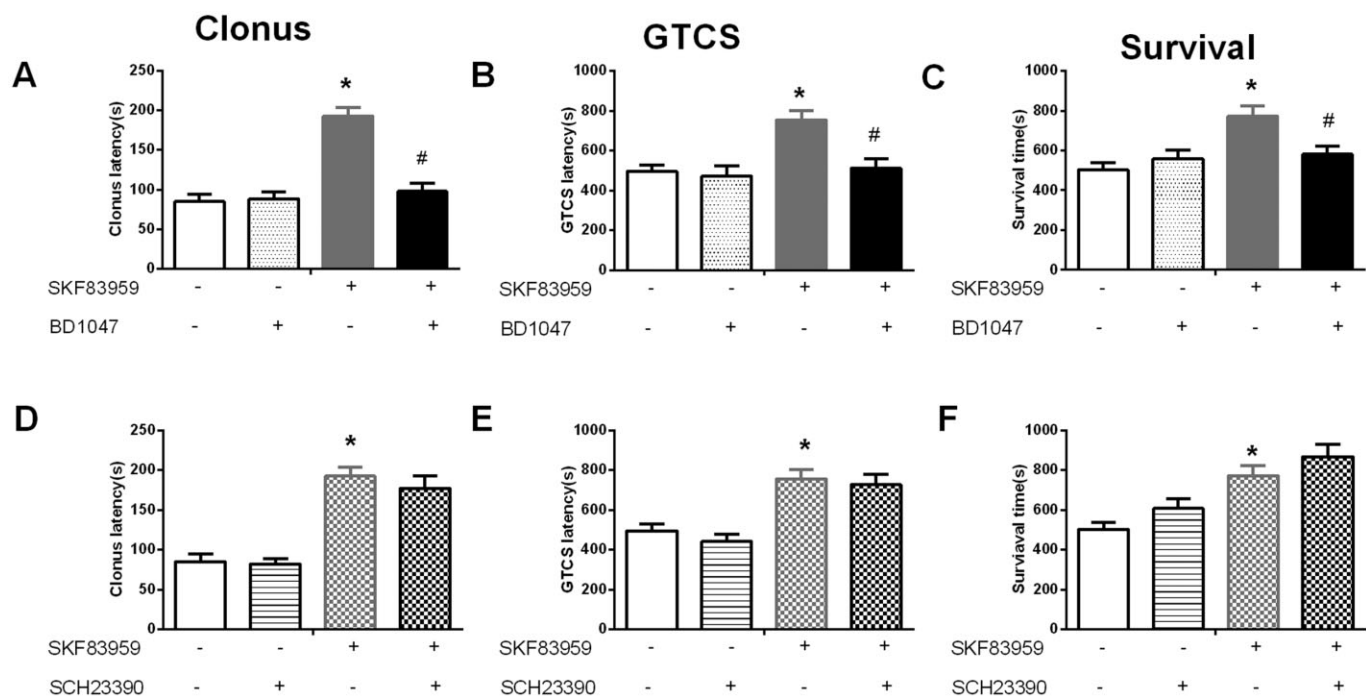 Clonus
GTCS
Survival
A
Clonus latency(s)
250
200
150
100
50
0
*
#
SKF83959 - - + +
BD1047 - + - +
B
GTCS latency(s)
1000
800
600
400
200
0
*
#
SKF83959 - - + +
BD1047 - + - +
C
Survival time(s)
1000
800
600
400
200
0
*
#
SKF83959 - - + +
BD1047 - + - +
D
Clonus latency(s)
250
200
150
100
50
0
*
SKF83959 - - + +
SCH23390 - + - +
E
GTCS latency(s)
1000
800
600
400
200
0
*
SKF83959 - - + +
SCH23390 - + - +
F
Surviaval time(s)
1000
800
600
400
200
0
*
SKF83959 - - + +
SCH23390 - + - +